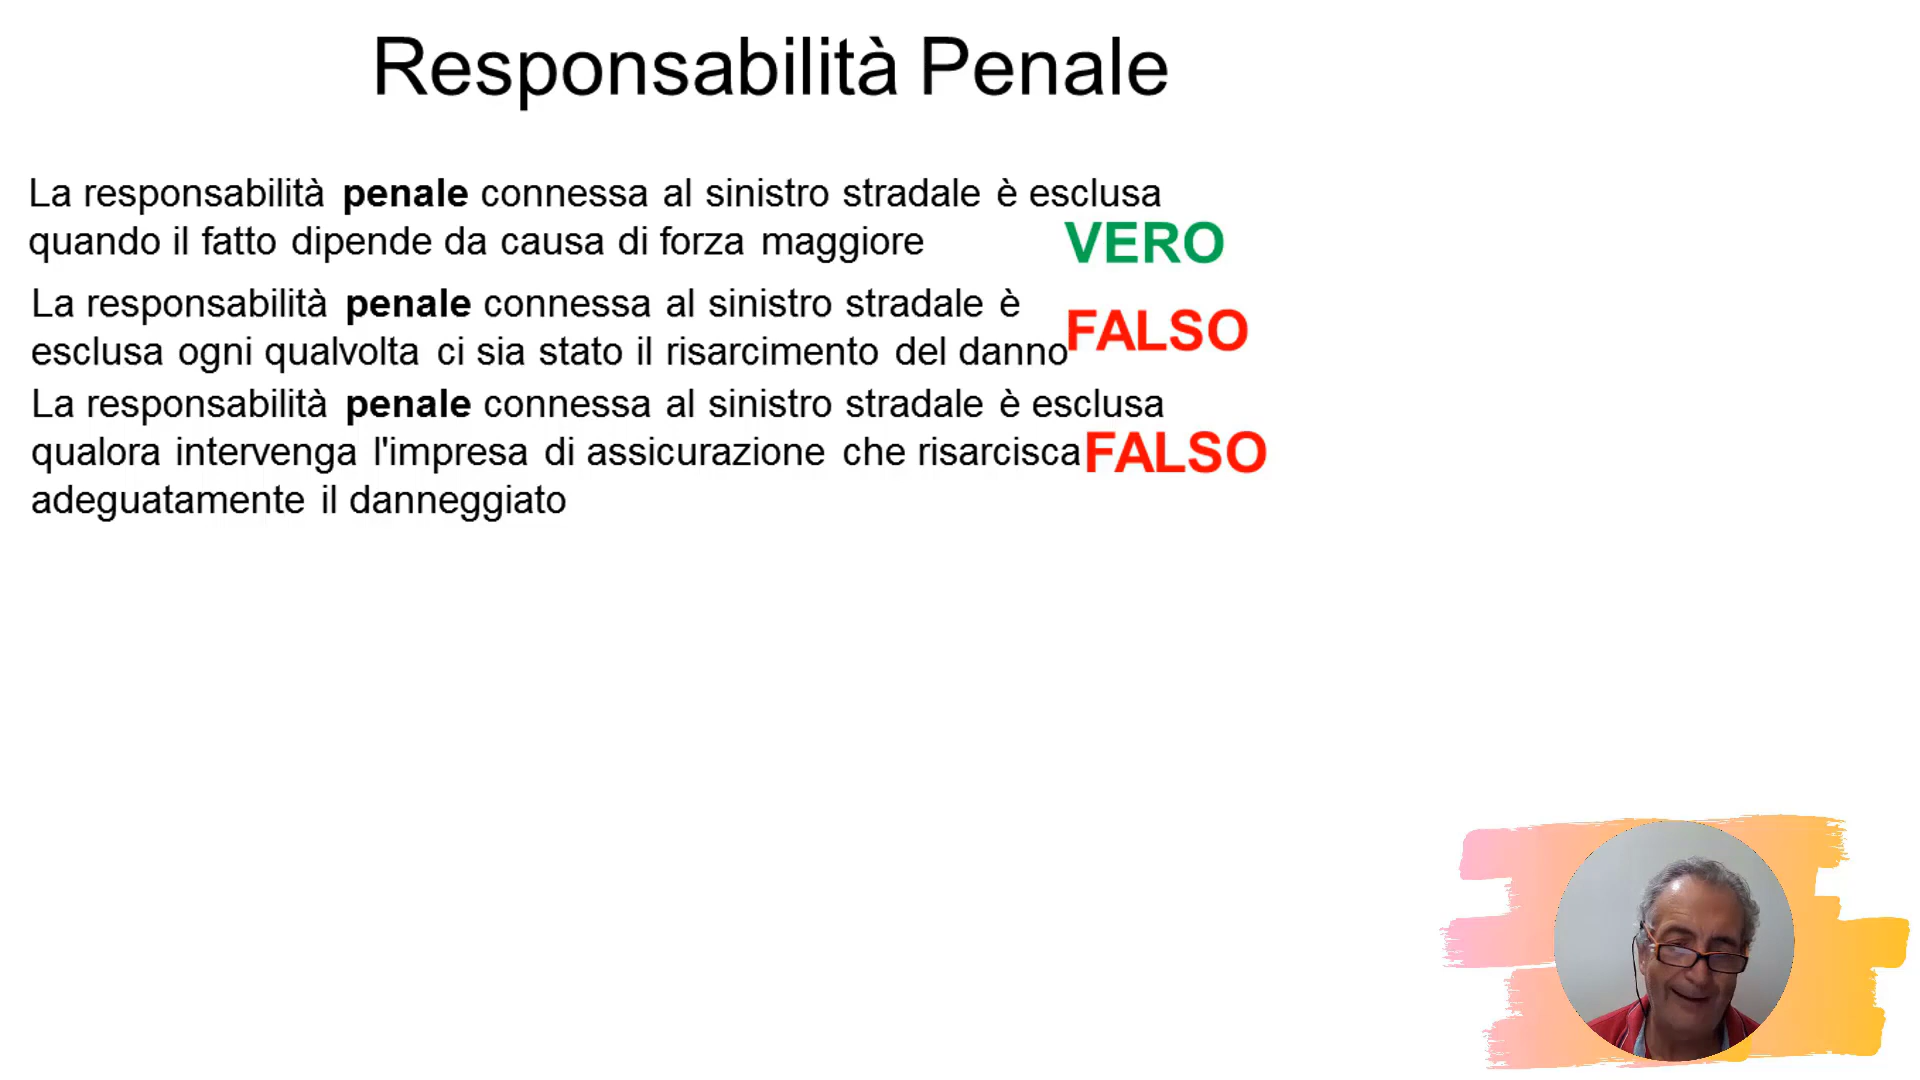 Responsabilità Penale
La responsabilità penale connessa al sinistro stradale è esclusa
quando il fatto dipende da causa di forza maggiore VERO
La responsabilità penale connessa al sinistro stradale è
esclusa ogni qualvolta ci sia stato il risarcimento del danno FALSO
La responsabilità penale connessa al sinistro stradale è esclusa
qualora intervenga l'impresa di assicurazione che risarcisca FALSO
adeguatamente il danneggiato